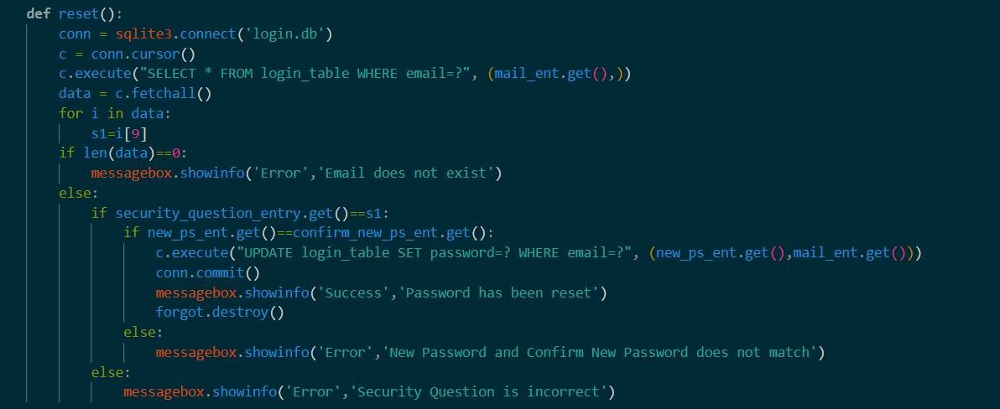 def reset():
    conn = sqlite3.connect('login.db')
    c = conn.cursor()
    c.execute("SELECT * FROM login_table WHERE email=?", (mail_ent.get(),))
    data = c.fetchall()
    for i in data:
        s1=i[9]
    if len(data)==0:
        messagebox.showinfo('Error','Email does not exist')
    else:
        if security_question_entry.get()==s1:
            if new_ps_ent.get()==confirm_new_ps_ent.get():
                c.execute("UPDATE login_table SET password=? WHERE email=?", (new_ps_ent.get(),mail_ent.get()))
                conn.commit()
                messagebox.showinfo('Success','Password has been reset')
                forgot.destroy()
            else:
                messagebox.showinfo('Error','New Password and Confirm New Password does not match')
        else:
            messagebox.showinfo('Error','Security Question is incorrect')